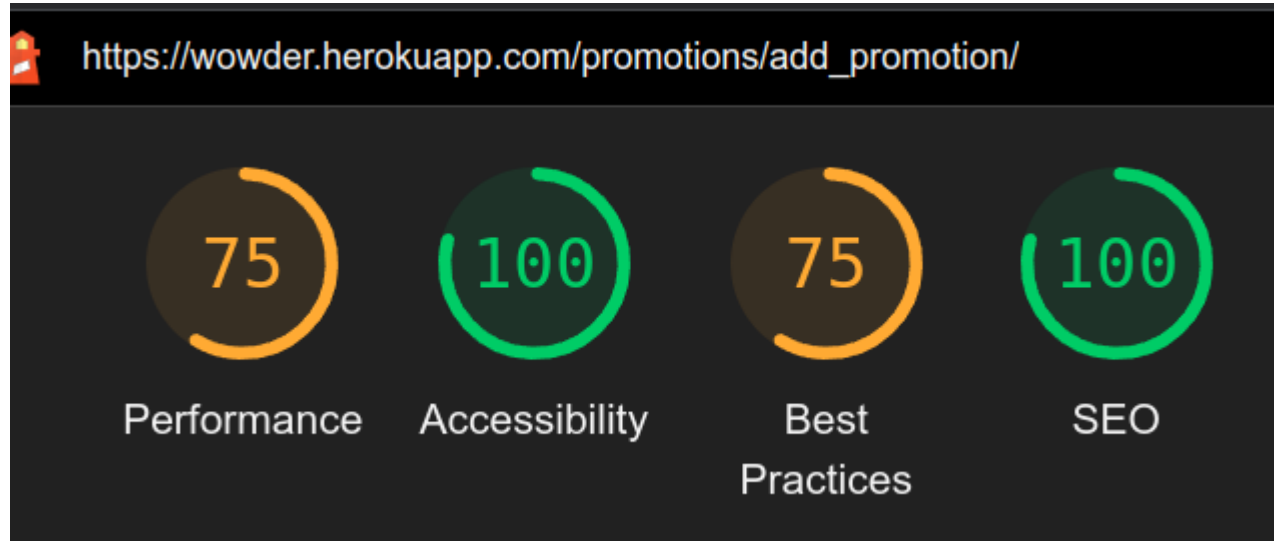 https://wowder.herokuapp.com/promotions/add_promotion/
75
100
75
100
Performance
Accessibility
Best
Practices
SEO